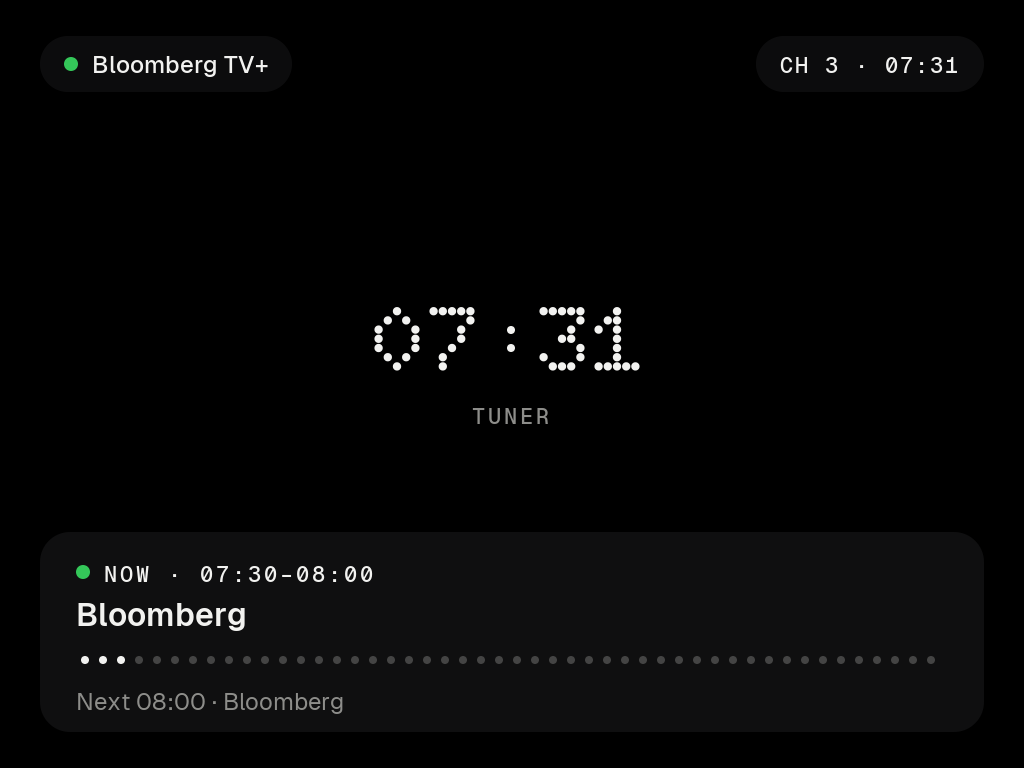 Bloomberg TV+
CH 3 · 07:31
07:31
TUNER
NOW · 07:30–08:00
Bloomberg
Next 08:00 · Bloomberg